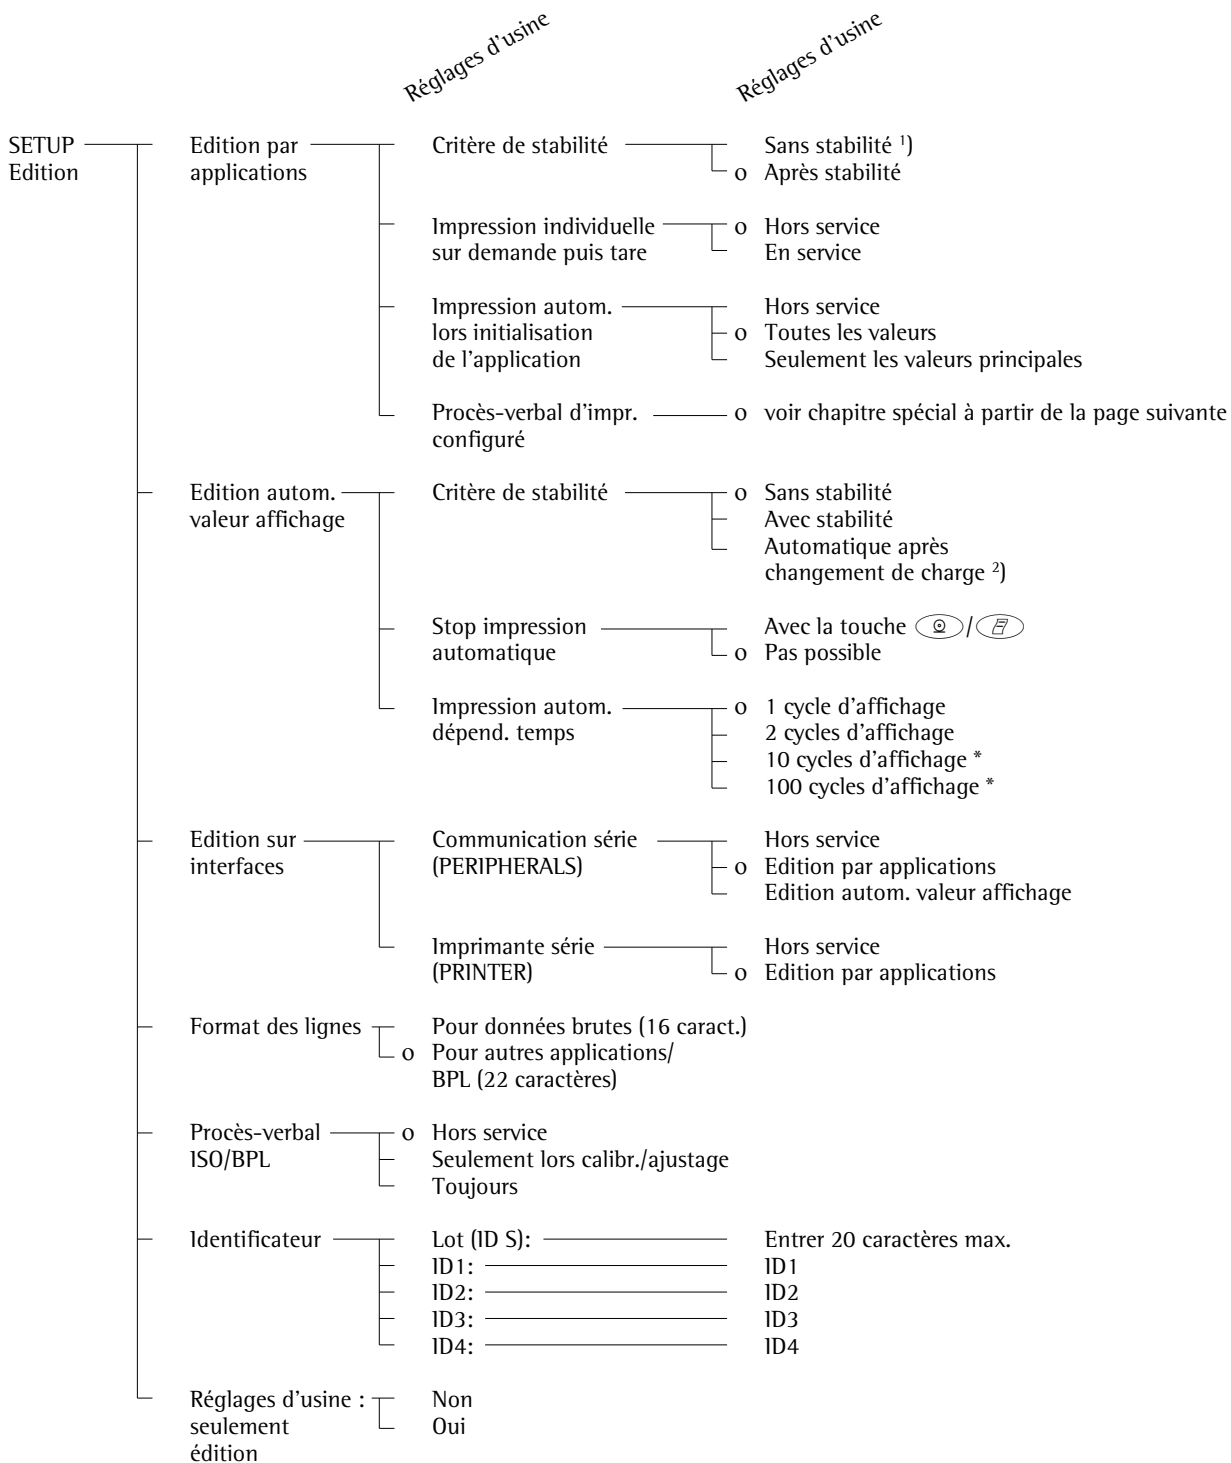 Réglages d'usine
Réglages d'usine
SETUP
Edition
Edition par
applications
Critère de stabilité
Sans stabilité ¹)
o Après stabilité
Impression individuelle
sur demande puis tare
o Hors service
En service
Impression autom.
lors initialisation
de l'application
Hors service
o Toutes les valeurs
Seulement les valeurs principales
Procès-verbal d'impr.
configuré
o voir chapitre spécial à partir de la page suivante
Edition autom.
valeur affichage
Critère de stabilité
o Sans stabilité
Avec stabilité
Automatique après
changement de charge ²)
Stop impression
automatique
Avec la touche /
o Pas possible
Impression autom.
dépend. temps
o 1 cycle d'affichage
2 cycles d'affichage
10 cycles d'affichage *
100 cycles d'affichage *
Edition sur
interfaces
Communication série
(PERIPHERALS)
Hors service
o Edition par applications
Edition autom. valeur affichage
Imprimante série
(PRINTER)
Hors service
o Edition par applications
Format des lignes
Pour données brutes (16 caract.)
o Pour autres applications/
BPL (22 caractères)
Procès-verbal
ISO/BPL
o Hors service
Seulement lors calibr./ajustage
Toujours
Identificateur
Lot (ID S):
Entrer 20 caractères max.
ID1:
ID1
ID2:
ID2
ID3:
ID3
ID4:
ID4
Réglages d'usine :
seulement
édition
Non
Oui